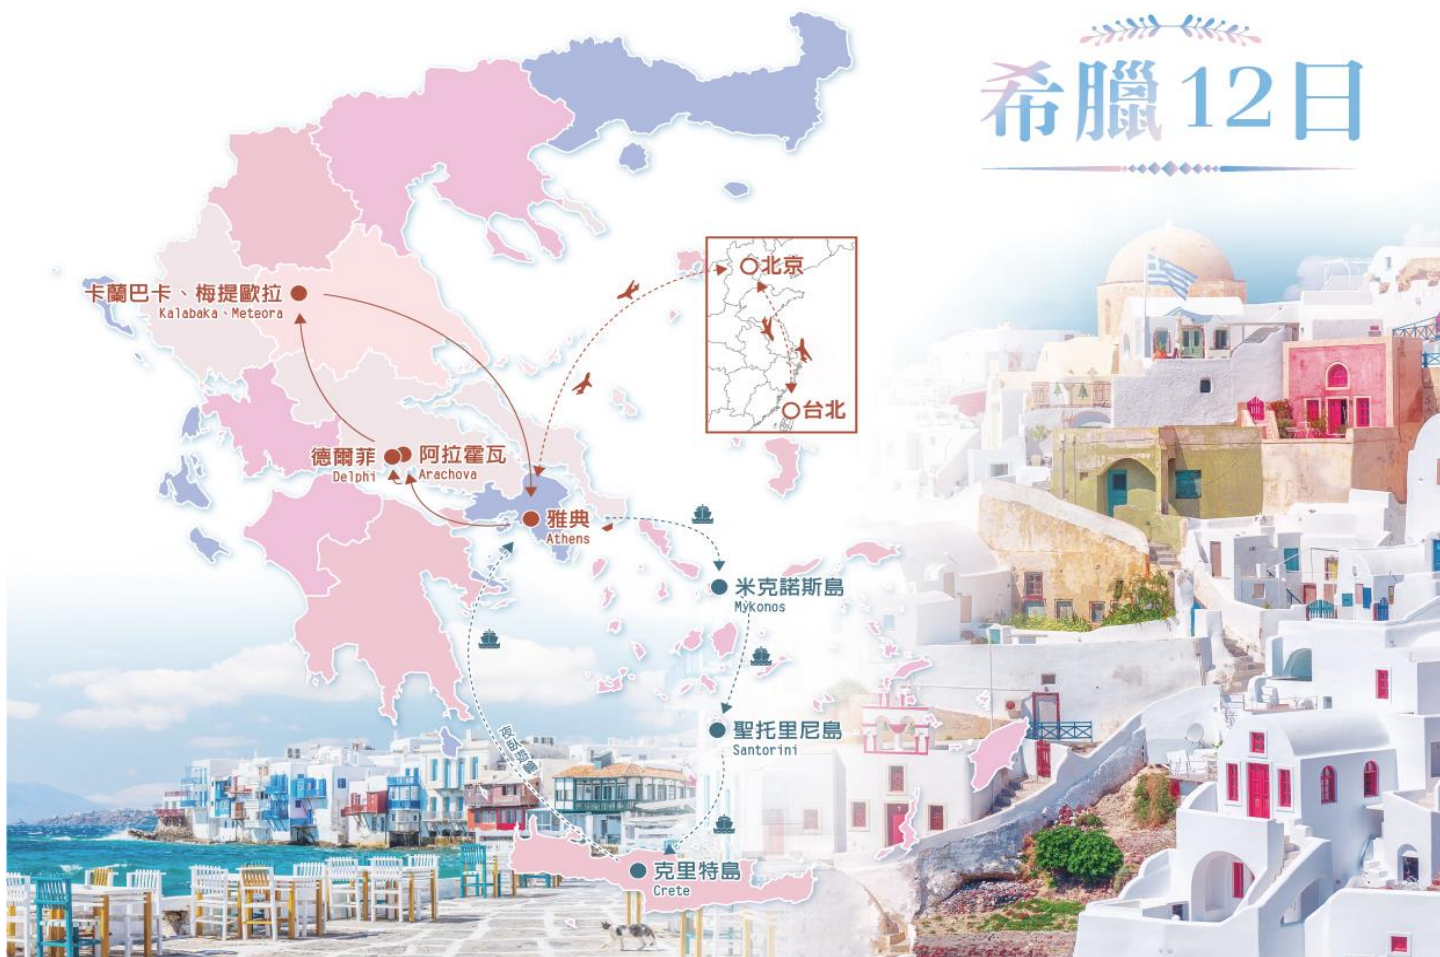 希臘12日
北京
台北
卡蘭巴卡、梅提歐拉
Kalabaka、Meteora
德爾菲
Delphi
阿拉霍瓦
Arachova
雅典
Athens
米克諾斯島
Mykonos
聖托里尼島
Santorini
克里特島
Crete